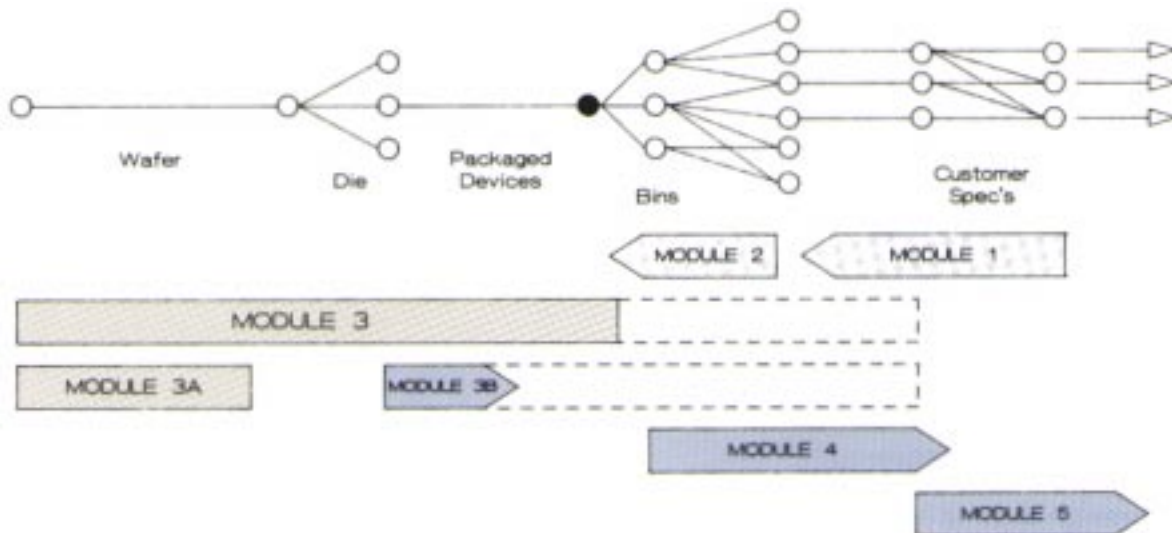 Wafer
Die
Packaged
Devices
Bins
Customer
Spec's
MODULE 2
MODULE 1
MODULE 3
MODULE 3A
MODULE 3B
MODULE 4
MODULE 5